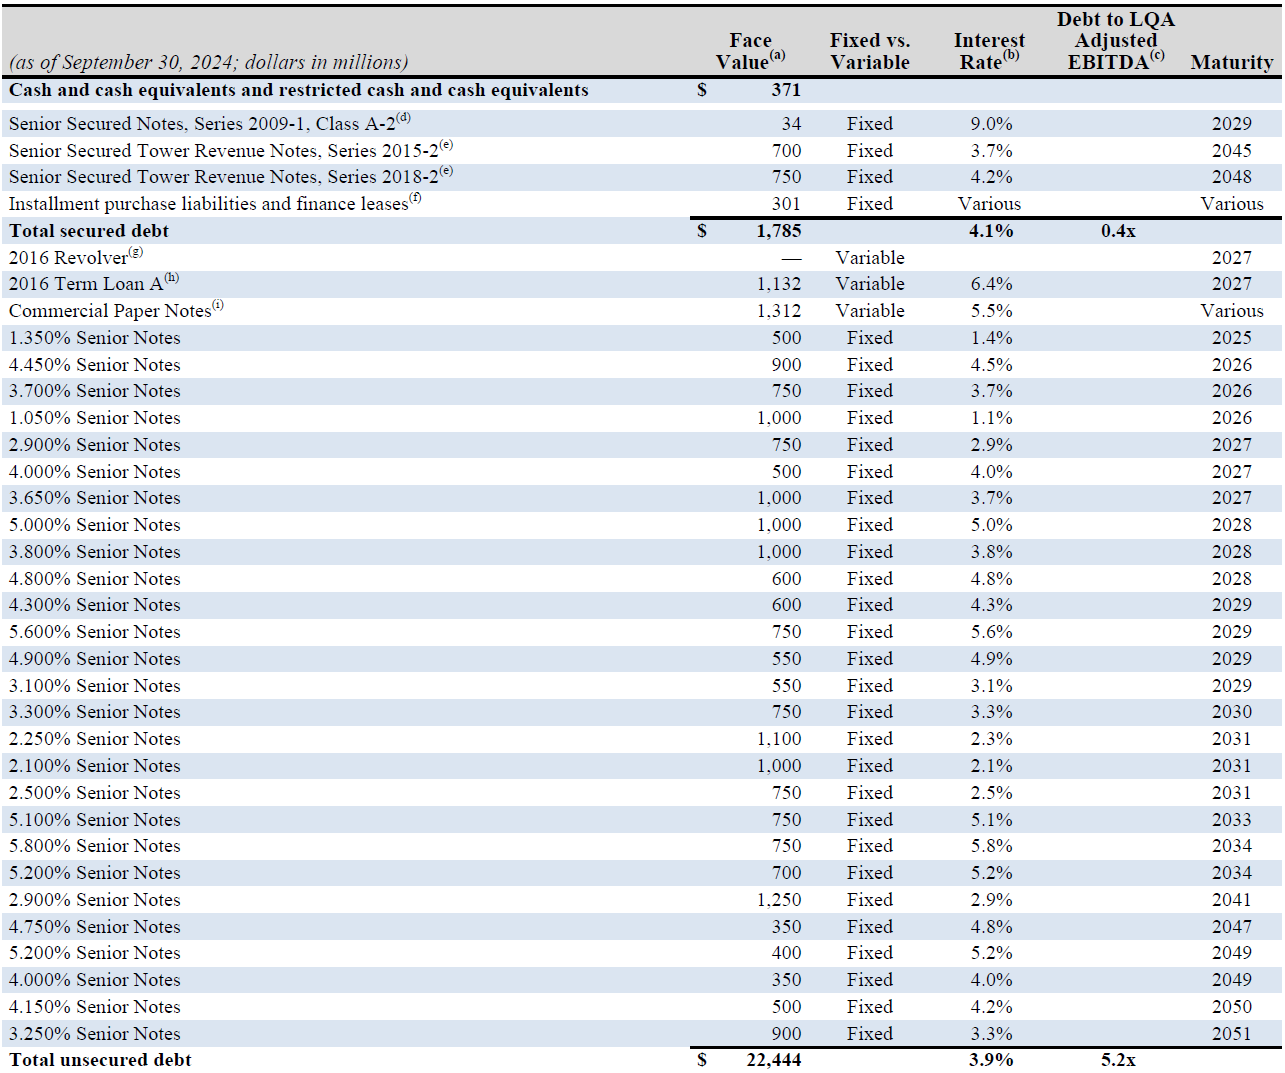 Debt to LQA
Face Fixed vs. Interest Adjusted
(as of September 30, 2024; dollars in millions) Value(a) Variable Rate(b) EBITDA(c) Maturity
Cash and cash equivalents and restricted cash and cash equivalents $ 371
Senior Secured Notes, Series 2009-1, Class A-2(d) 34 Fixed 9.0% 2029
Senior Secured Tower Revenue Notes, Series 2015-2(e) 700 Fixed 3.7% 2045
Senior Secured Tower Revenue Notes, Series 2018-2(e) 750 Fixed 4.2% 2048
Installment purchase liabilities and finance leases(f) 301 Fixed Various Various
Total secured debt $ 1,785 4.1% 0.4x
2016 Revolver(g) — Variable 2027
2016 Term Loan A(h) 1,132 Variable 6.4% 2027
Commercial Paper Notes(i) 1,312 Variable 5.5% Various
1.350% Senior Notes 500 Fixed 1.4% 2025
4.450% Senior Notes 900 Fixed 4.5% 2026
3.700% Senior Notes 750 Fixed 3.7% 2026
1.050% Senior Notes 1,000 Fixed 1.1% 2026
2.900% Senior Notes 750 Fixed 2.9% 2027
4.000% Senior Notes 500 Fixed 4.0% 2027
3.650% Senior Notes 1,000 Fixed 3.7% 2027
5.000% Senior Notes 1,000 Fixed 5.0% 2028
3.800% Senior Notes 1,000 Fixed 3.8% 2028
4.800% Senior Notes 600 Fixed 4.8% 2028
4.300% Senior Notes 600 Fixed 4.3% 2029
5.600% Senior Notes 750 Fixed 5.6% 2029
4.900% Senior Notes 550 Fixed 4.9% 2029
3.100% Senior Notes 550 Fixed 3.1% 2029
3.300% Senior Notes 750 Fixed 3.3% 2030
2.250% Senior Notes 1,100 Fixed 2.3% 2031
2.100% Senior Notes 1,000 Fixed 2.1% 2031
2.500% Senior Notes 750 Fixed 2.5% 2031
5.100% Senior Notes 750 Fixed 5.1% 2033
5.800% Senior Notes 750 Fixed 5.8% 2034
5.200% Senior Notes 700 Fixed 5.2% 2034
2.900% Senior Notes 1,250 Fixed 2.9% 2041
4.750% Senior Notes 350 Fixed 4.8% 2047
5.200% Senior Notes 400 Fixed 5.2% 2049
4.000% Senior Notes 350 Fixed 4.0% 2049
4.150% Senior Notes 500 Fixed 4.2% 2050
3.250% Senior Notes 900 Fixed 3.3% 2051
Total unsecured debt $ 22,444 3.9% 5.2x